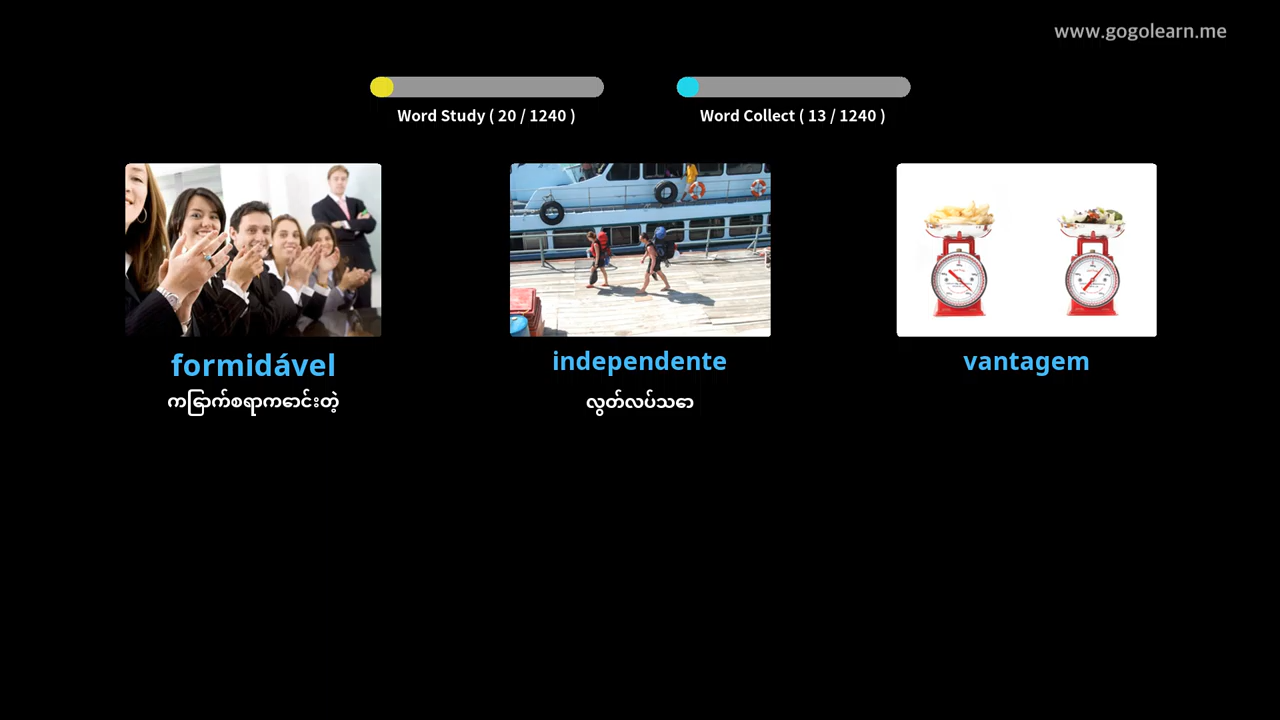 www.gogolearn.me
Word Study ( 20 / 1240 )
Word Collect ( 13 / 1240 )
formidável
independente
vantagem
ကြောက်စရာကောင်းတဲ့
လွတ်လပ်သော